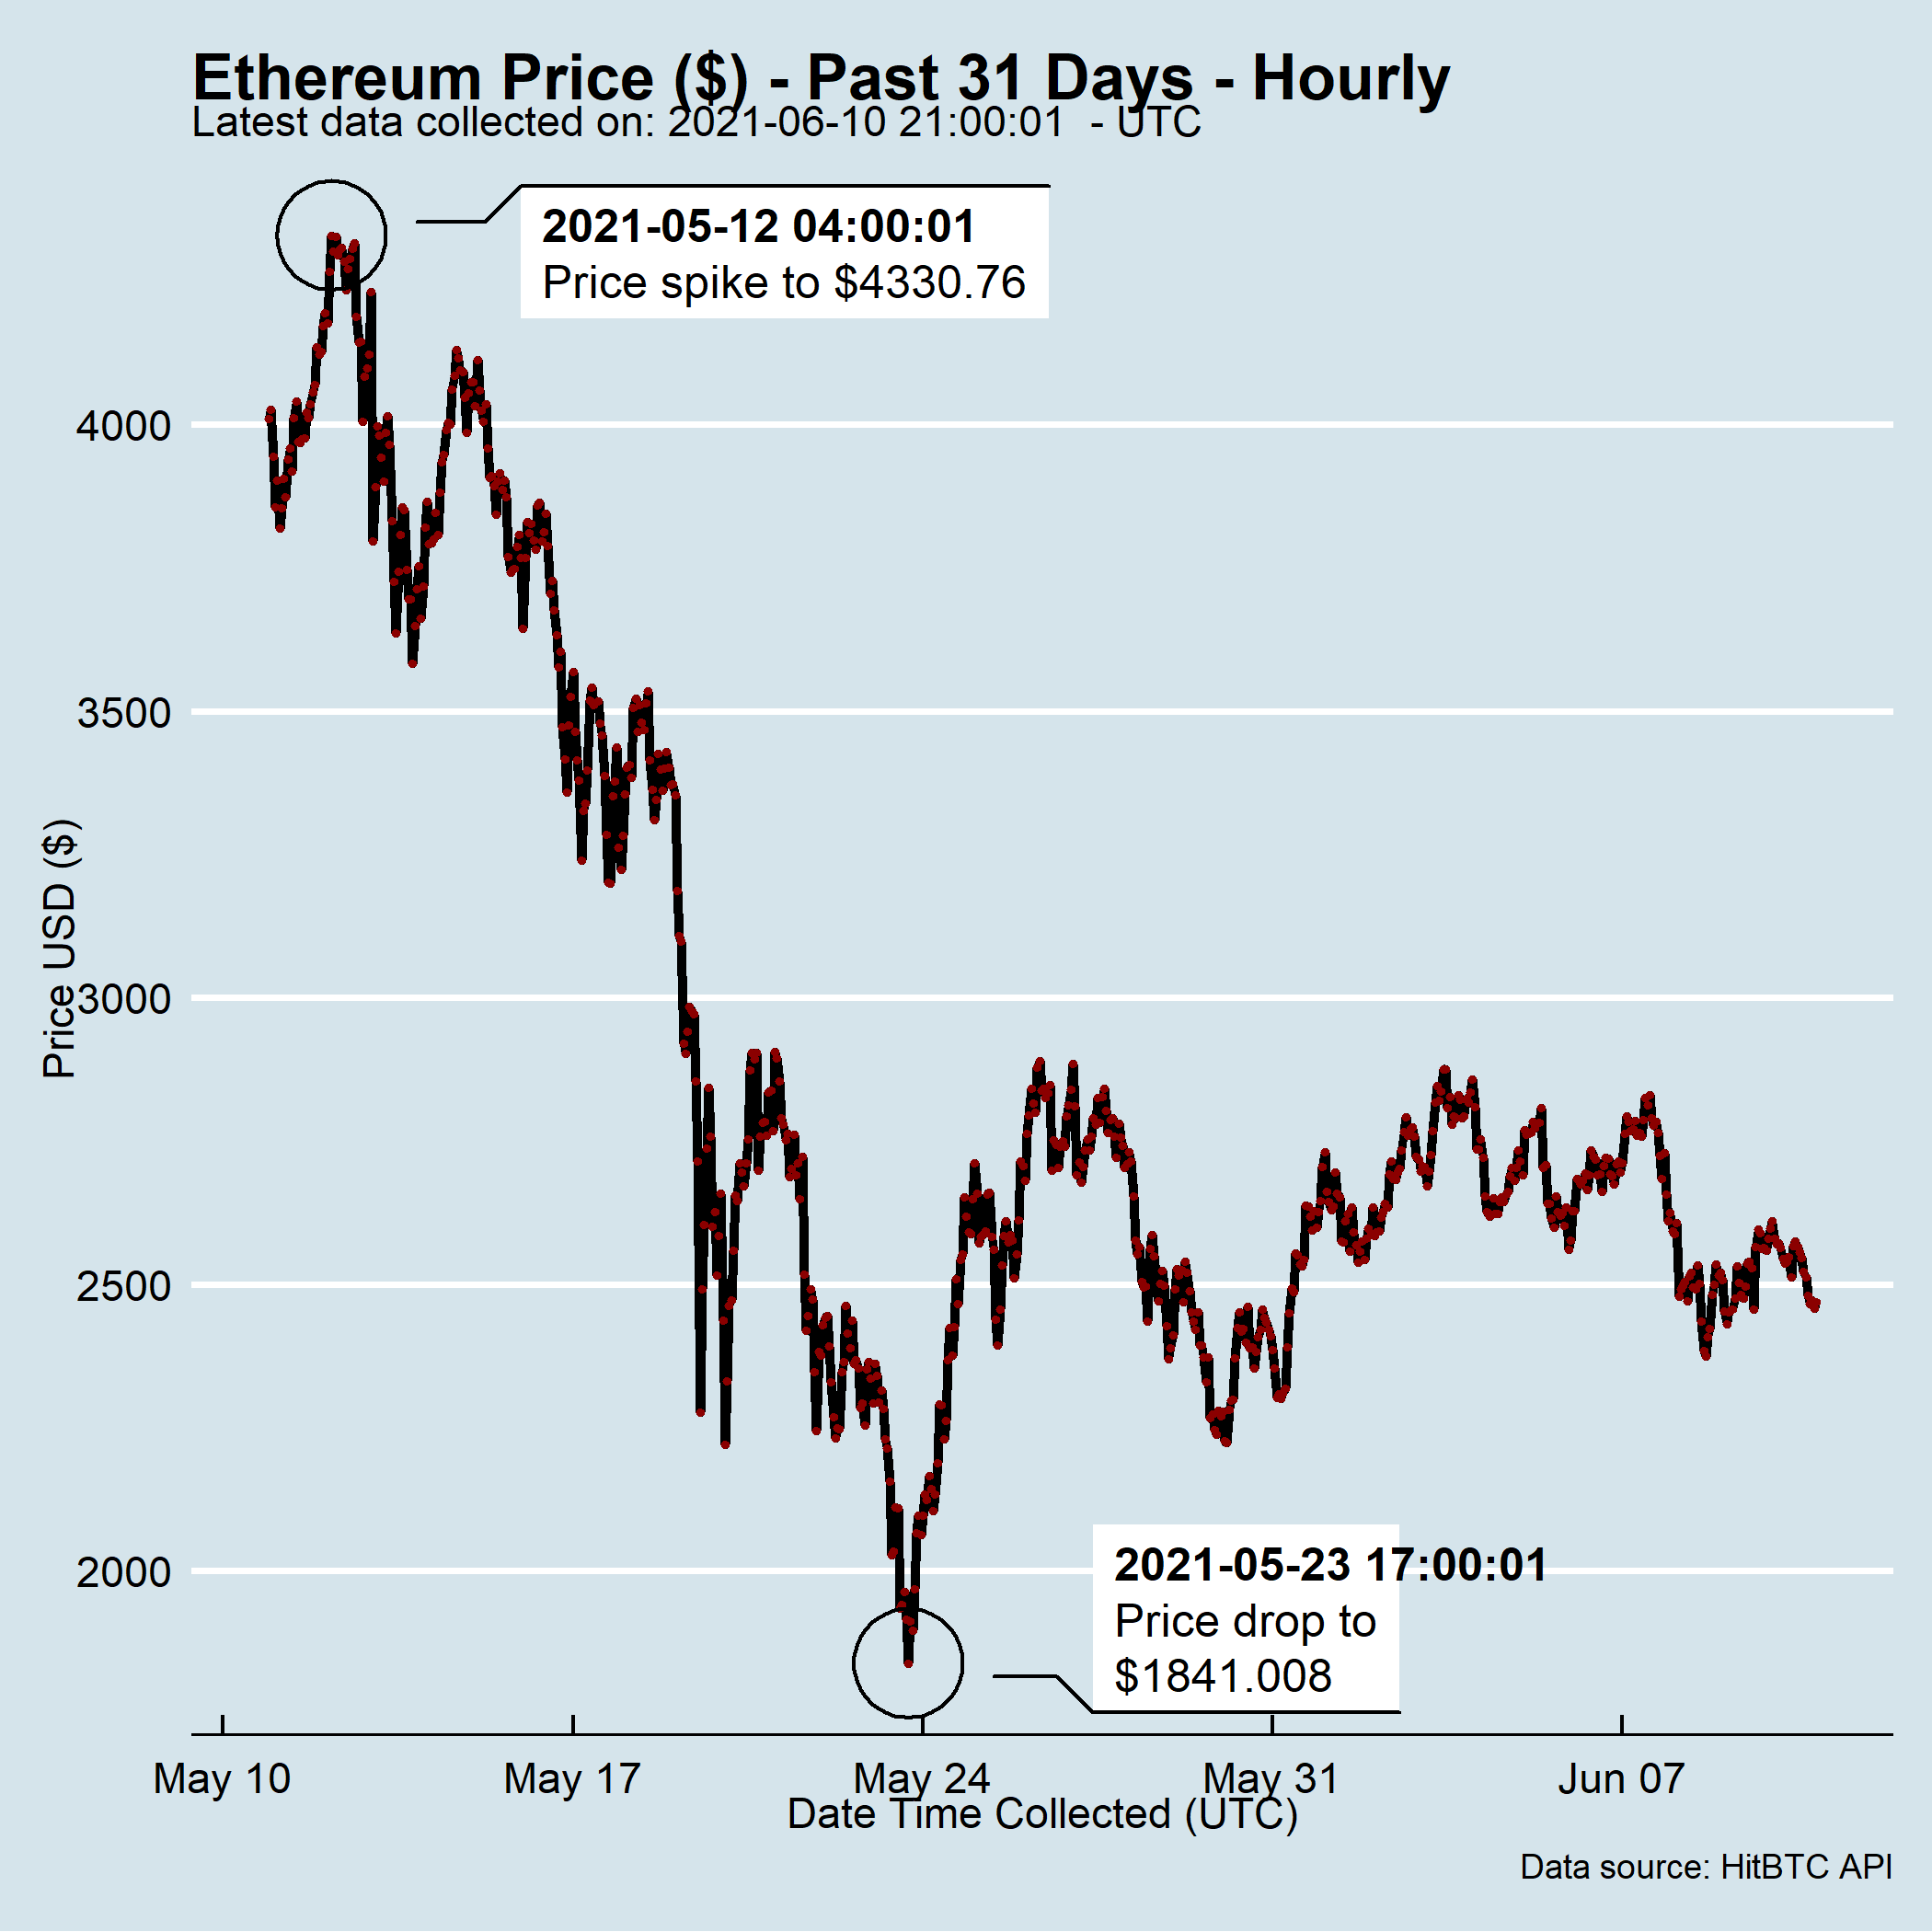 Ethereum Price ($) - Past 31 Days - Hourly
Latest data collected on: 2021-06-10 21:00:01  - UTC
2021-05-12 04:00:01
Price spike to $4330.76
4000
3500
3000
2500
2000
Price USD ($)
2021-05-23 17:00:01
Price drop to
$1841.008
May 10
May 17
May 24
May 31
Jun 07
Date Time Collected (UTC)
Data source: HitBTC API